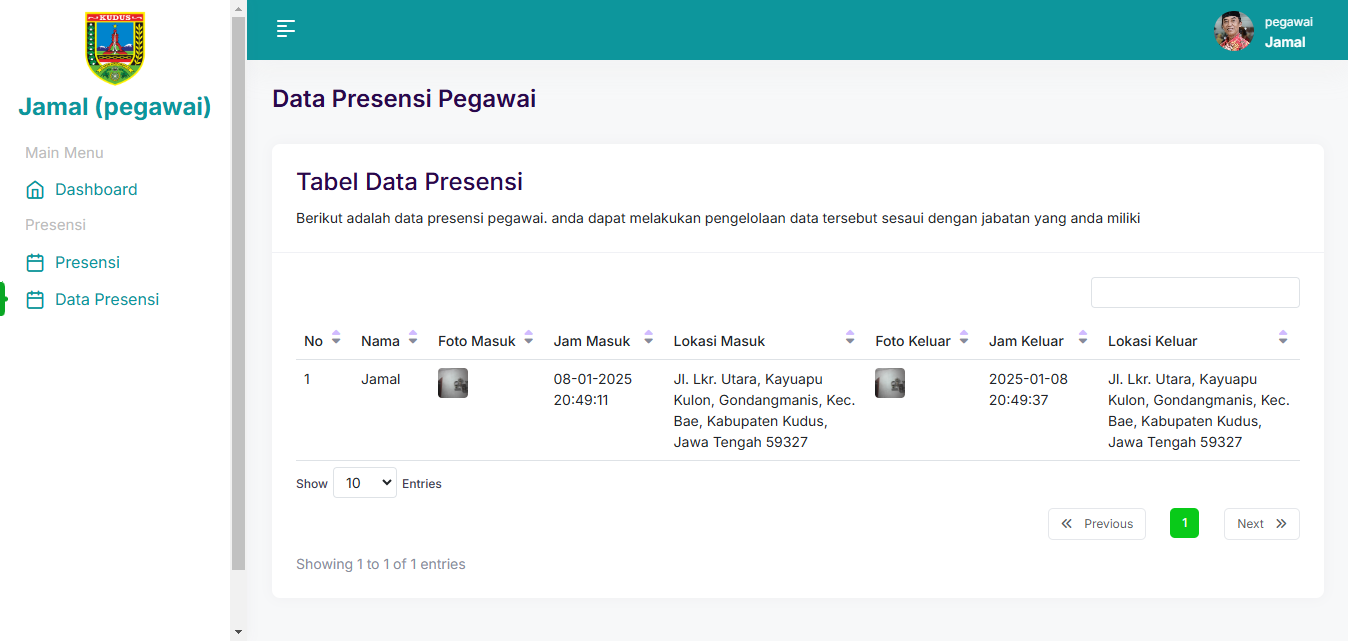 KUDUS
Jamal (pegawai)
Main Menu
Dashboard
Presensi
Presensi
Data Presensi
pegawai
Jamal
Data Presensi Pegawai
Tabel Data Presensi
Berikut adalah data presensi pegawai. anda dapat melakukan pengelolaan data tersebut sesaui dengan jabatan yang anda miliki
No Nama Foto Masuk Jam Masuk Lokasi Masuk Foto Keluar Jam Keluar Lokasi Keluar
1 Jamal 08-01-2025 Jl. Lkr. Utara, Kayuapu 2025-01-08 Jl. Lkr. Utara, Kayuapu
20:49:11 Kulon, Gondangmanis, Kec. 20:49:37 Kulon, Gondangmanis, Kec.
Bae, Kabupaten Kudus, Bae, Kabupaten Kudus,
Jawa Tengah 59327 Jawa Tengah 59327
Show 10 Entries
« Previous 1 Next »
Showing 1 to 1 of 1 entries